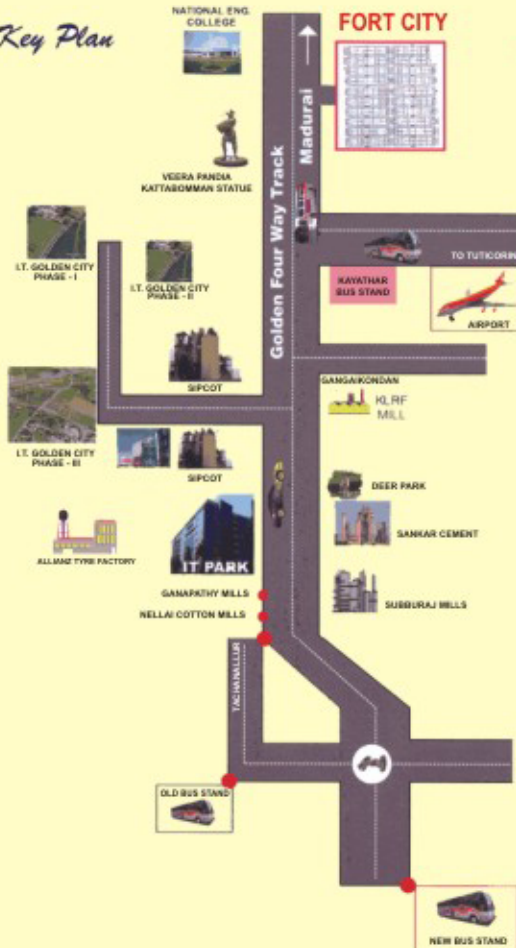 Key Plan
NATIONAL ENG.
COLLEGE
FORT CITY
Madurai
Golden Four Way Track
VEERA PANDIA
KATTABOMMAN STATUE
TO TUTICORIN
I.T. GOLDEN CITY
PHASE - I
I.T. GOLDEN CITY
PHASE - II
KAYATHAR
BUS STAND
AIRPORT
SIPCOT
GANGAIKONDAN
KLRF
MILL
I.T. GOLDEN CITY
PHASE - III
SIPCOT
DEER PARK
SANKAR CEMENT
ALLIANZ TYRE FACTORY
IT PARK
GANAPATHY MILLS
SUBBURAJ MILLS
NELLAI COTTON MILLS
TACHANALLUR
OLD BUS STAND
NEW BUS STAND